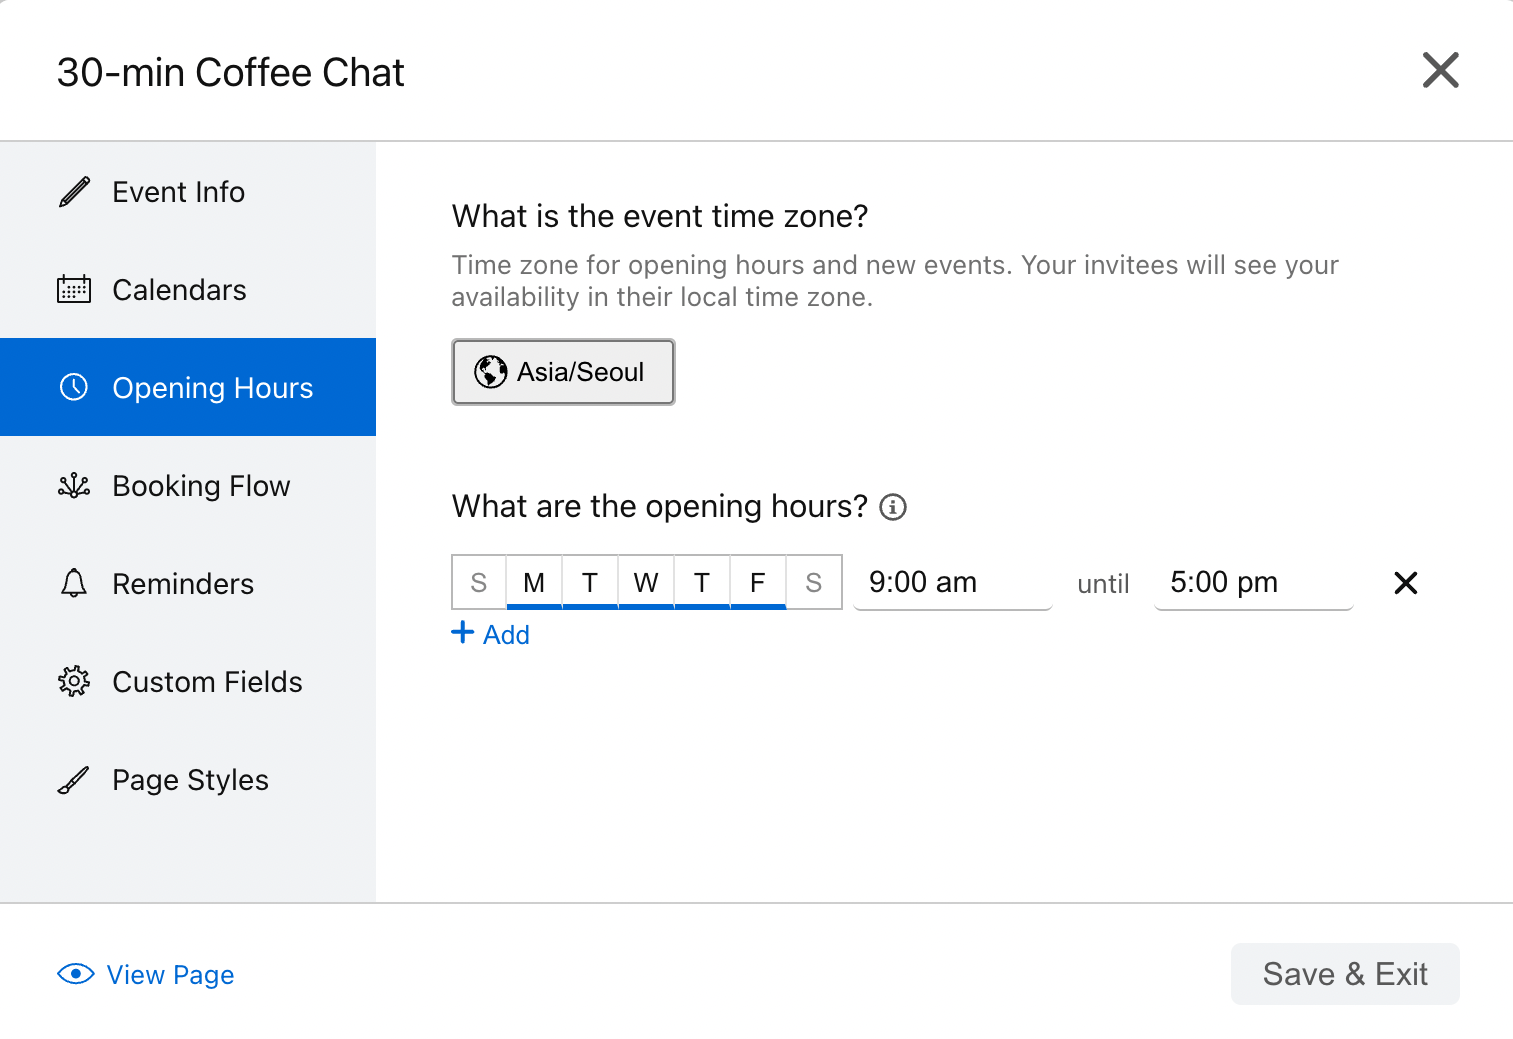 30-min Coffee Chat
Event Info
Calendars
Opening Hours
Booking Flow
Reminders
Custom Fields
Page Styles
What is the event time zone?
Time zone for opening hours and new events. Your invitees will see your
availability in their local time zone.
Asia/Seoul
What are the opening hours?
S M T W T F S 9:00 am until 5:00 pm
Add
View Page
Save & Exit